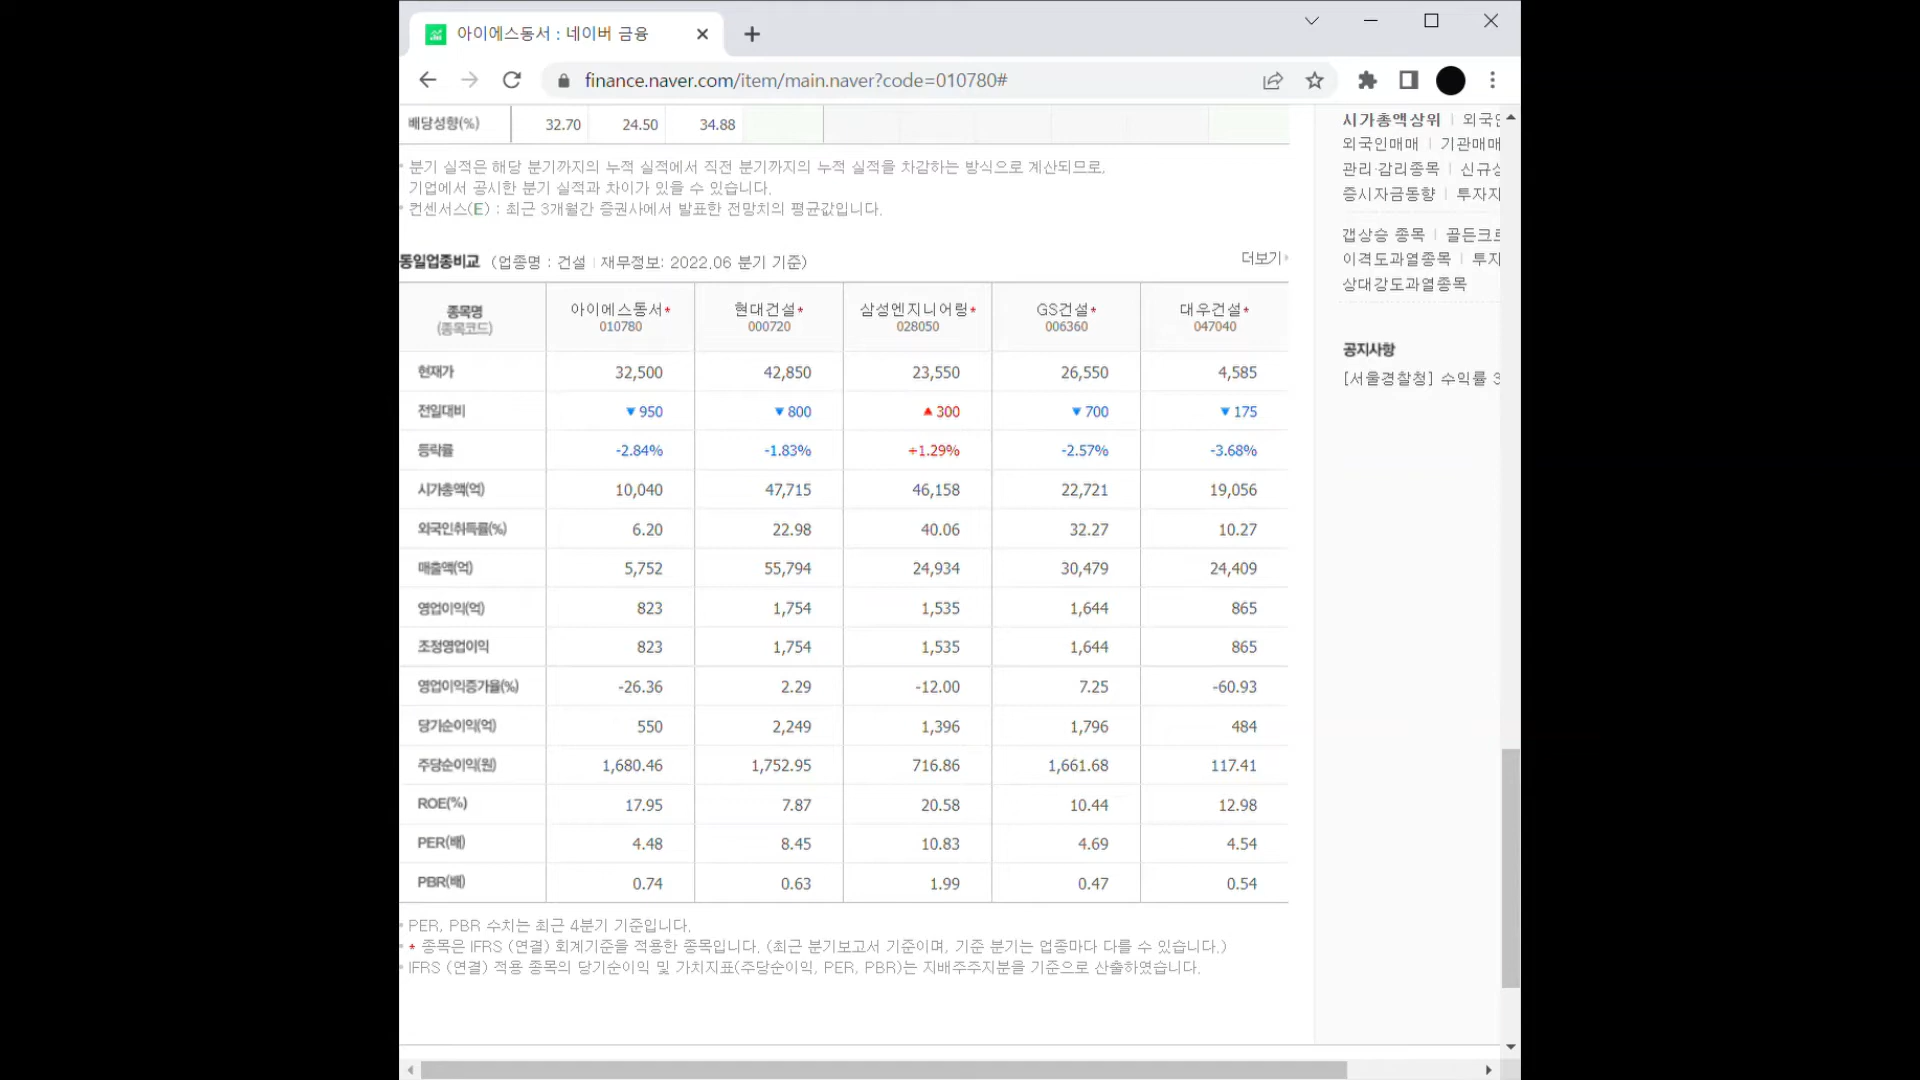 아이에스동서 : 네이버 금융
finance.naver.com/item/main.naver?code=010780#
배당성향(%) 32.70 24.50 34.88
분기 실적은 해당 분기까지의 누적 실적에서 직전 분기까지의 누적 실적을 차감하는 방식으로 계산되므로,
기업에서 공시한 분기 실적과 차이가 있을 수 있습니다.
컨센서스(E) : 최근 3개월간 증권사에서 발표한 전망치의 평균값입니다.
동일업종비교 (업종명 : 건설 | 재무정보: 2022.06 분기 기준)
더보기
종목명 아이에스동서* 현대건설* 삼성엔지니어링* GS건설* 대우건설*
(종목코드) 010780 000720 028050 006360 047040
현재가 32,500 42,850 23,550 26,550 4,585
전일대비 ▼950 ▼800 ▲300 ▼700 ▼175
등락률 -2.84% -1.83% +1.29% -2.57% -3.68%
시가총액(억) 10,040 47,715 46,158 22,721 19,056
외국인취득률(%) 6.20 22.98 40.06 32.27 10.27
매출액(억) 5,752 55,794 24,934 30,479 24,409
영업이익(억) 823 1,754 1,535 1,644 865
조정영업이익 823 1,754 1,535 1,644 865
영업이익증가율(%) -26.36 2.29 -12.00 7.25 -60.93
당기순이익(억) 550 2,249 1,396 1,796 484
주당순이익(원) 1,680.46 1,752.95 716.86 1,661.68 117.41
ROE(%) 17.95 7.87 20.58 10.44 12.98
PER(배) 4.48 8.45 10.83 4.69 4.54
PBR(배) 0.74 0.63 1.99 0.47 0.54
PER, PBR 수치는 최근 4분기 기준입니다.
* 종목은 IFRS (연결) 회계기준을 적용한 종목입니다. (최근 분기보고서 기준이며, 기준 분기는 업종마다 다를 수 있습니다.)
IFRS (연결) 적용 종목의 당기순이익 및 가치지표(주당순이익, PER, PBR)는 지배주주지분을 기준으로 산출하였습니다.
시가총액상위 |
외국인매매 | 기관매매
관리·감리종목 |
증시자금동향 |
갭상승 종목 |
이격도과열종목 |
상대강도과열종목
공지사항
[서울경찰청] 수익률